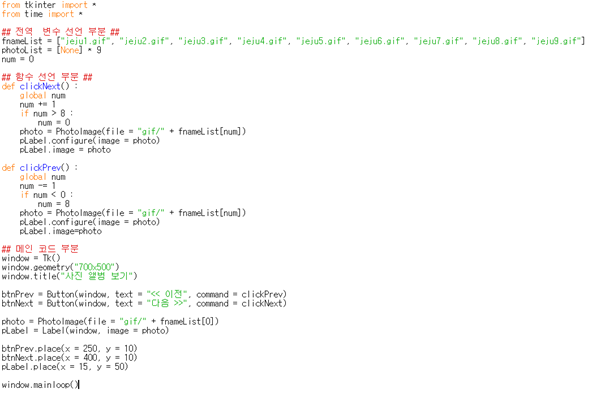 from tkinter import *
from time import *
## 전역 변수 선언 부문 ##
fnameList = ["jeju1.gif", "jeju2.gif", "jeju3.gif", "jeju4.gif", "jeju5.gif", "jeju6.gif", "jeju7.gif", "jeju8.gif", "jeju9.gif"]
photoList = [None] * 9
num = 0
## 함수 선언 부문 ##
def clickNext() :
    global num
    num += 1
    if num > 8 :
        num = 0
    photo = PhotoImage(file = "gif/" + fnameList[num])
    pLabel.configure(image = photo)
    pLabel.image = photo
def clickPrev() :
    global num
    num -= 1
    if num < 0 :
        num = 8
    photo = PhotoImage(file = "gif/" + fnameList[num])
    pLabel.configure(image = photo)
    pLabel.image=photo
## 메인 코드 부문
window = Tk()
window.geometry("700x500")
window.title("사진 앨범 보기")
btnPrev = Button(window, text = "<< 이전", command = clickPrev)
btnNext = Button(window, text = "다음 >>", command = clickNext)
photo = PhotoImage(file = "gif/" + fnameList[0])
pLabel = Label(window, image = photo)
btnPrev.place(x = 250, y = 10)
btnNext.place(x = 400, y = 10)
pLabel.place(x = 15, y = 50)
window.mainloop()